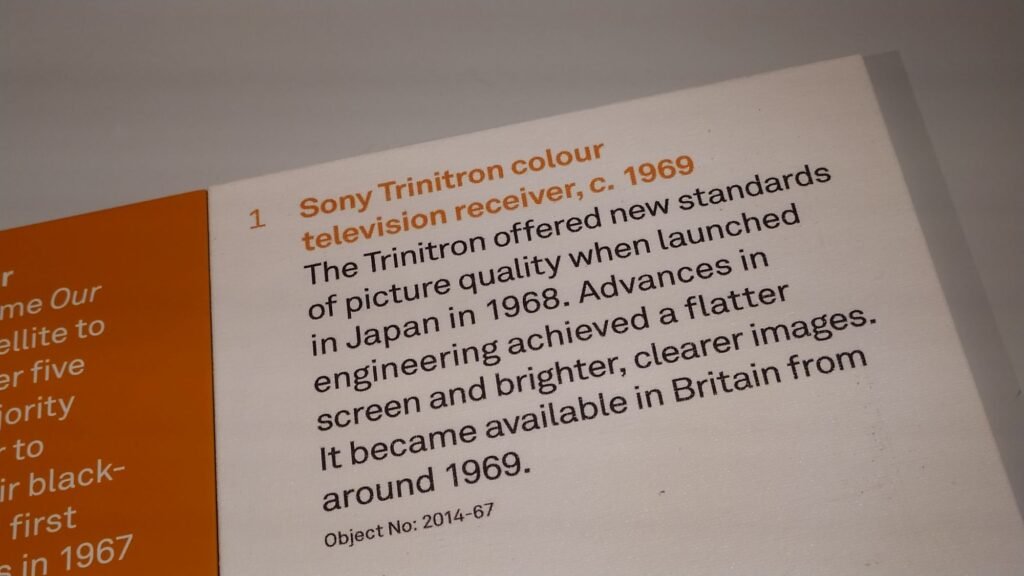 r
me Our
ellite to
er five
jority
r to
ir black-
first
s in 1967
1
Sony Trinitron colour
television receiver, c. 1969
The Trinitron offered new standards
of picture quality when launched
in Japan in 1968. Advances in
engineering achieved a flatter
screen and brighter, clearer images.
It became available in Britain from
around 1969.
Object No: 2014-67